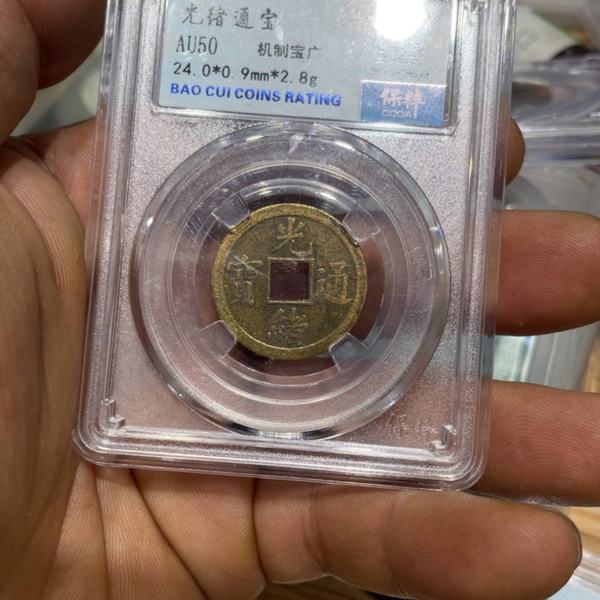 光绪通宝
AU50 机制宝广
24.0*0.9mm*2.8g
BAO CUI COINS RATING
保粹
光
寶 通
緒